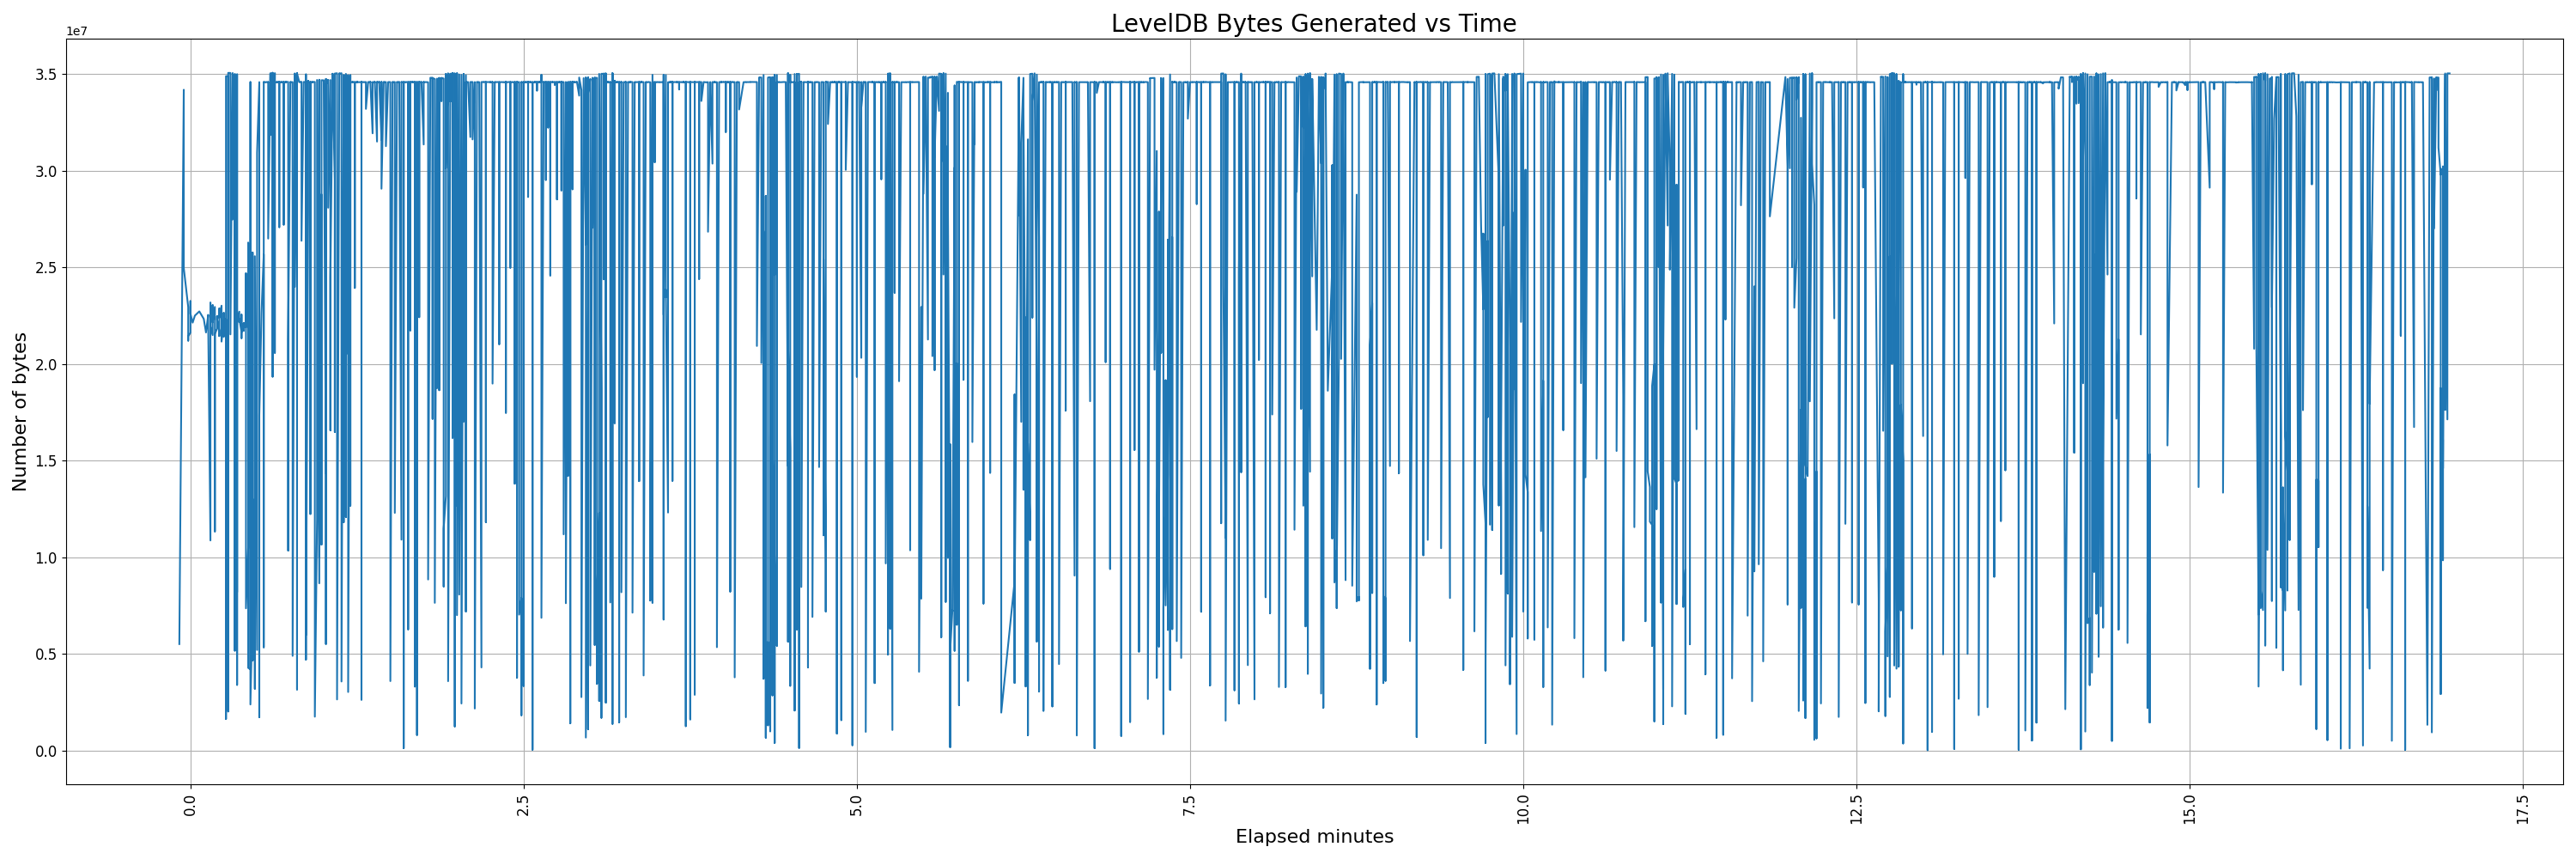 LevelDB Bytes Generated vs Time
1e7
3.5
3.0
2.5
2.0
1.5
1.0
0.5
0.0
Number of bytes
0.0 2.5 5.0 7.5 10.0 12.5 15.0 17.5
Elapsed minutes